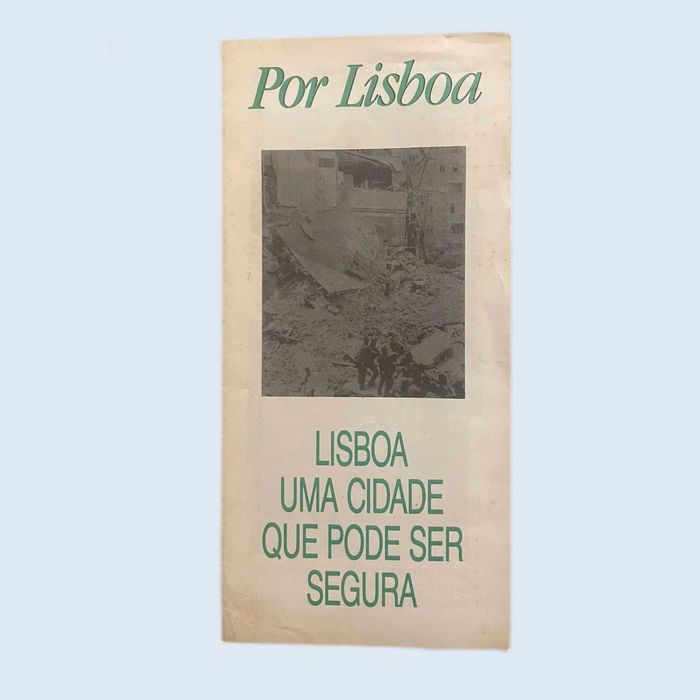 Por Lisboa
LISBOA
UMA CIDADE
QUE PODE SER
SEGURA